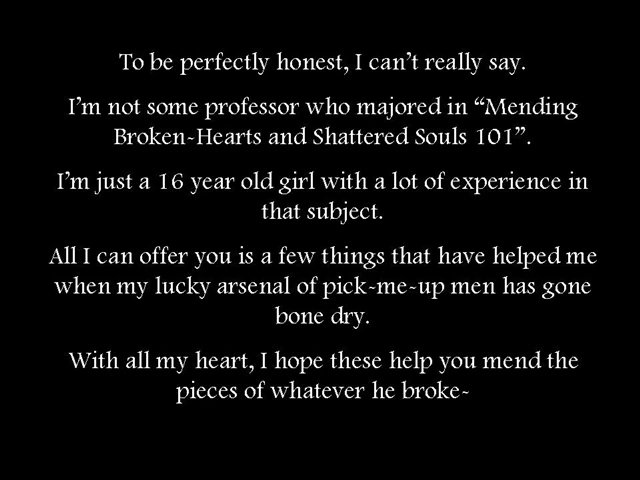 To be perfectly honest, I can't really say.
I'm not some professor who majored in “Mending
Broken-Hearts and Shattered Souls 101”.
I'm just a 16 year old girl with a lot of experience in
that subject.
All I can offer you is a few things that have helped me
when my lucky arsenal of pick-me-up men has gone
bone dry.
With all my heart, I hope these help you mend the
pieces of whatever he broke-